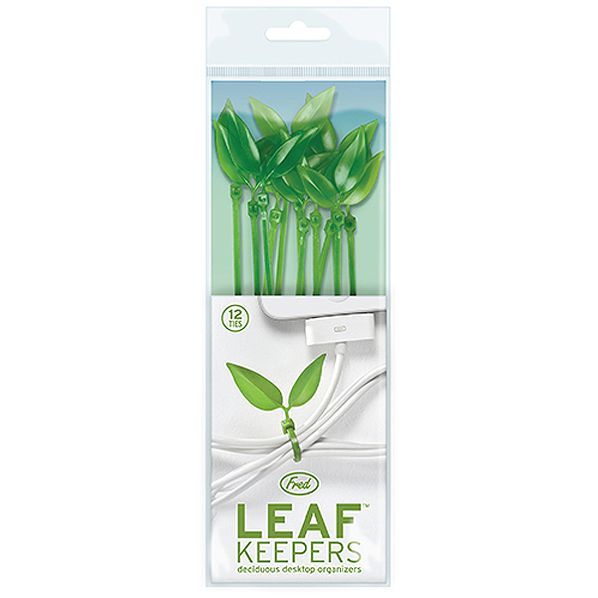 12
TIES
Fred
LEAF™
KEEPERS
deciduous desktop organizers